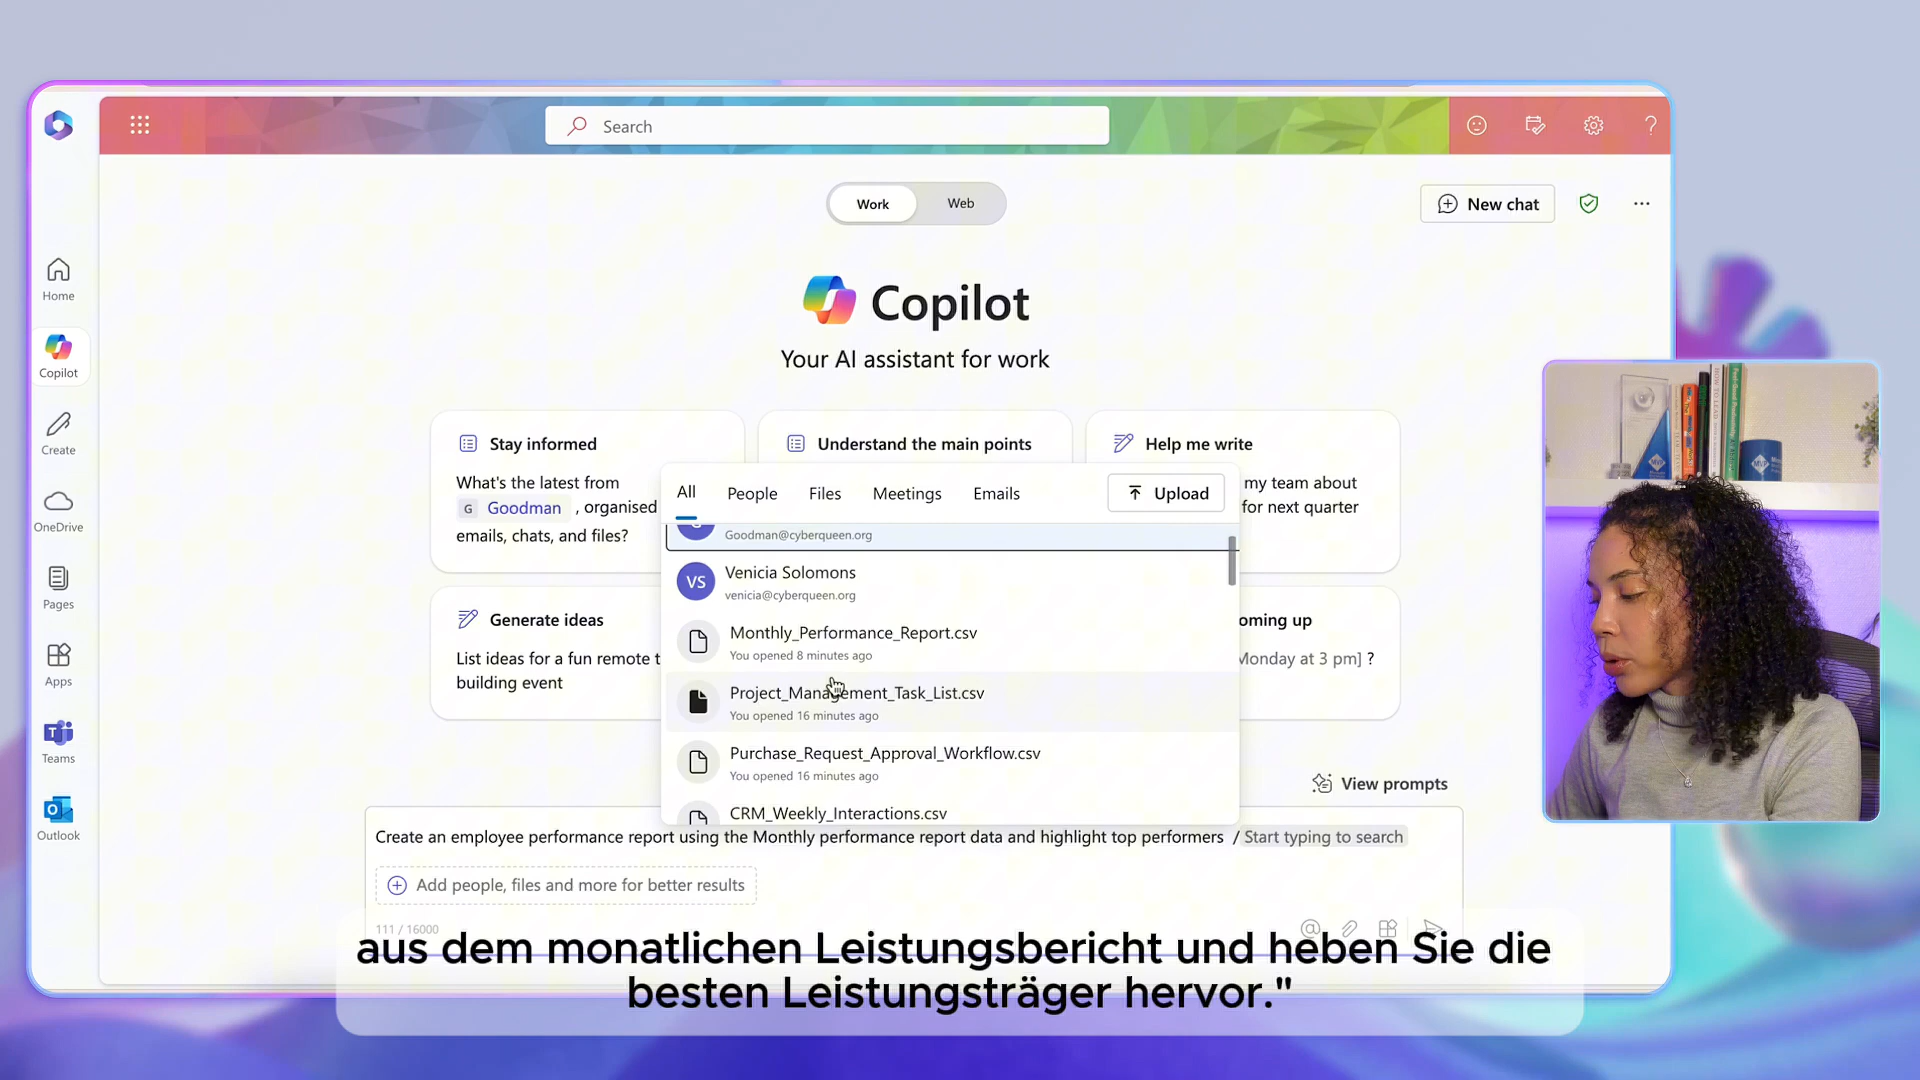 Search
Work
Web
New chat
Home
Copilot
Create
OneDrive
Pages
Apps
Teams
Outlook
Copilot
Your AI assistant for work
Stay informed
What's the latest from
G Goodman , organised
emails, chats, and files?
Understand the main points
Help me write
my team about
for next quarter
All
People
Files
Meetings
Emails
Upload
Goodman@cyberqueen.org
VS
Venicia Solomons
venicia@cyberqueen.org
Monthly_Performance_Report.csv
You opened 8 minutes ago
Project_Management_Task_List.csv
You opened 16 minutes ago
Purchase_Request_Approval_Workflow.csv
You opened 16 minutes ago
CRM_Weekly_Interactions.csv
Generate ideas
List ideas for a fun remote t
building event
oming up
Monday at 3 pm] ?
View prompts
Create an employee performance report using the Monthly performance report data and highlight top performers / Start typing to search
Add people, files and more for better results
111 / 16000
aus dem monatlichen Leistungsbericht und heben Sie die
besten Leistungsträger hervor."